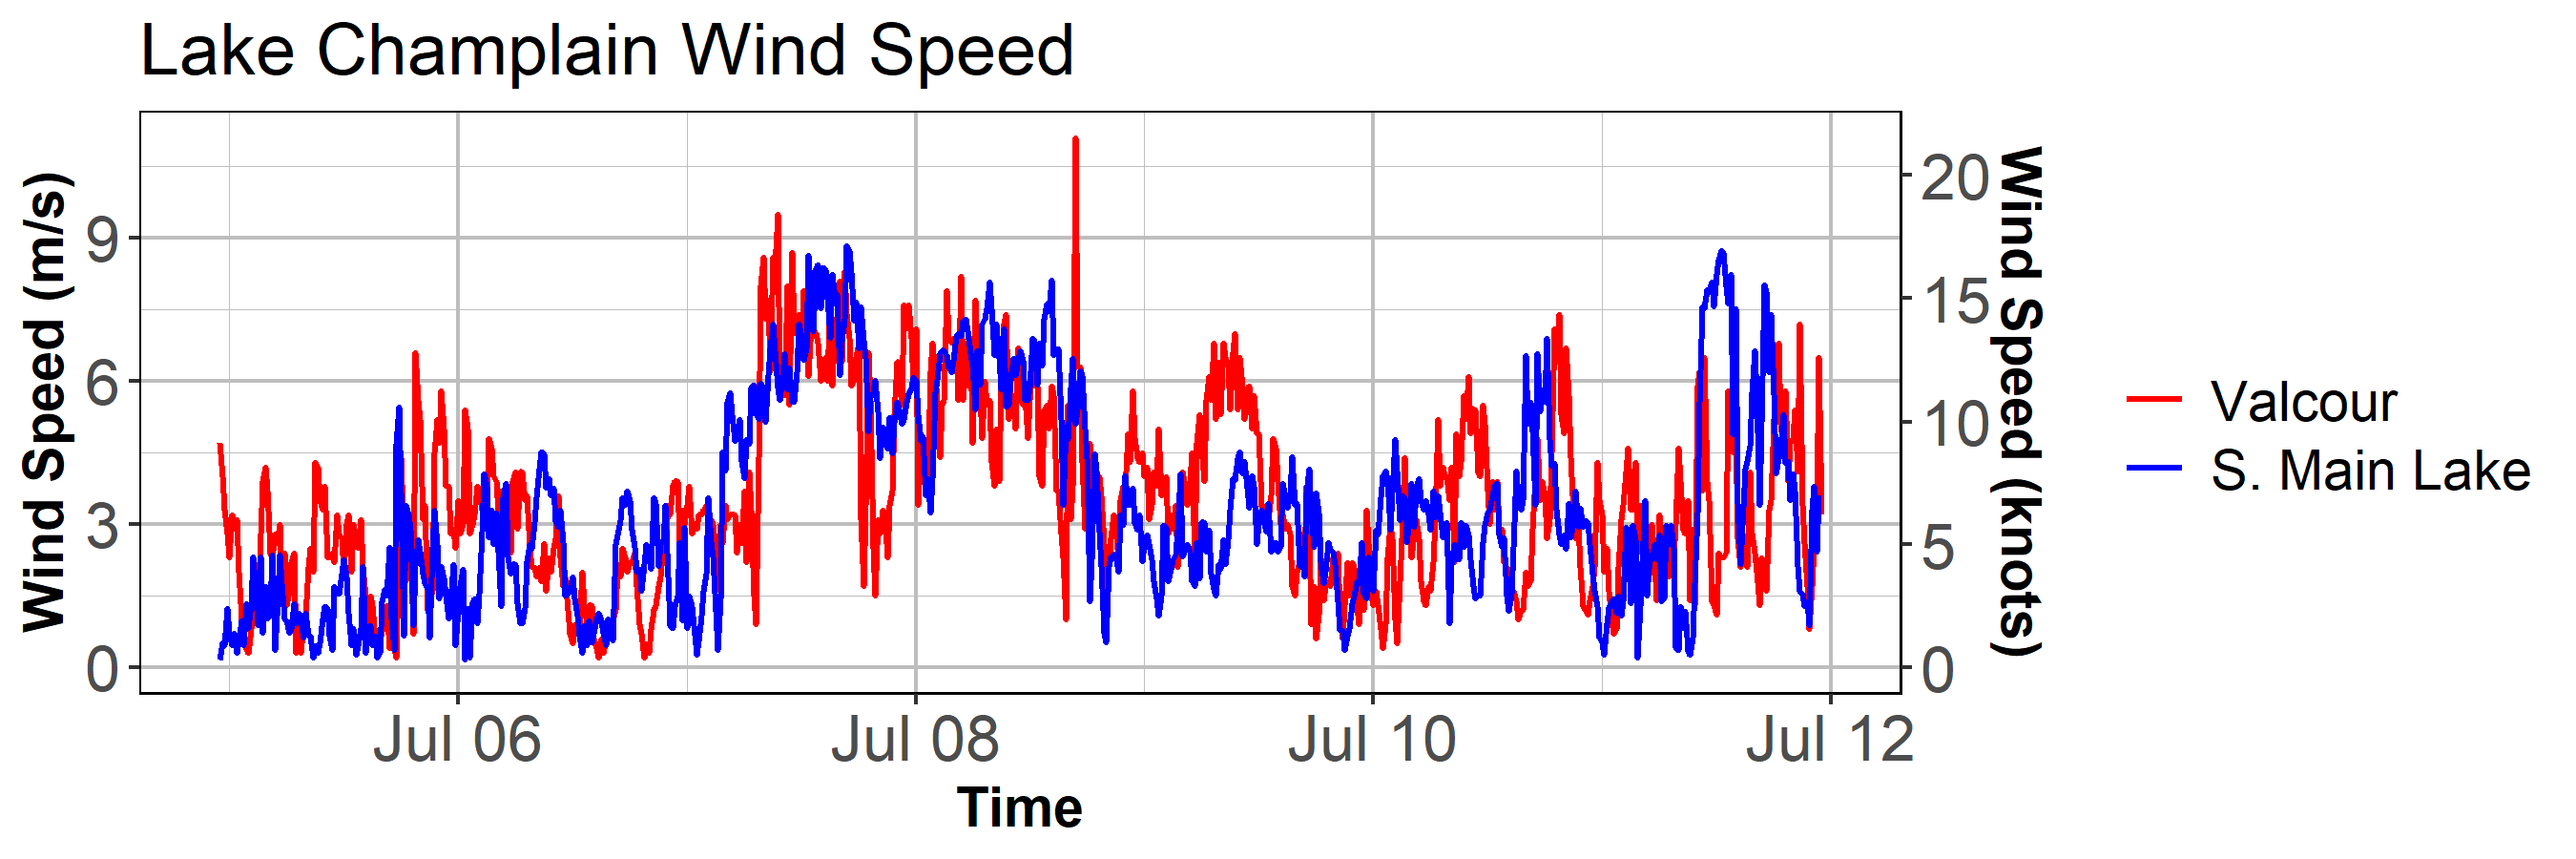 Lake Champlain Wind Speed
Wind Speed (m/s)
9
6
3
0
20
15
10
5
0
Wind Speed (knots)
Jul 06 Jul 08 Jul 10 Jul 12
Time
Valcour
S. Main Lake